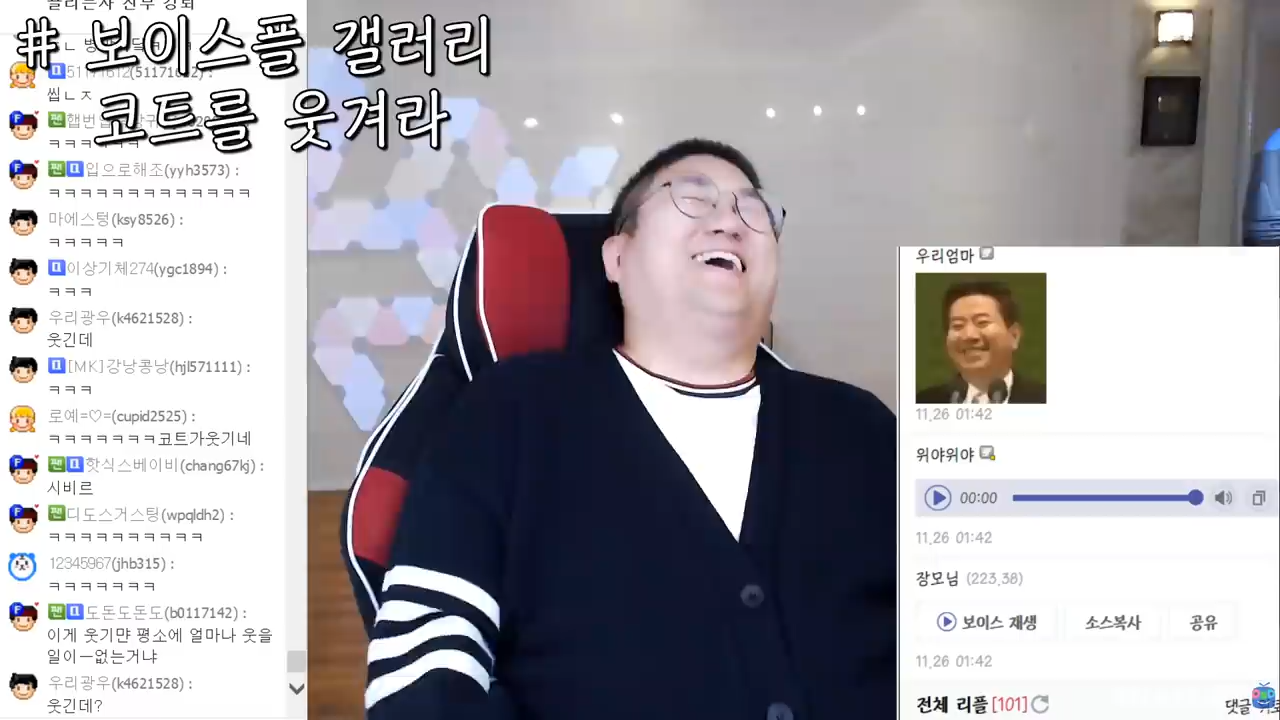 # 보이스플 갤러리
코트를 웃겨라
씹ㄴㅈ
입으로해조(yyh3573) :
ㅋㅋㅋㅋㅋㅋㅋㅋㅋㅋㅋㅋㅋ
마에스텅(ksy8526) :
ㅋㅋㅋㅋㅋ
이상기체274(ygc1894) :
ㅋㅋㅋ
우리광우(k4621528) :
웃긴데
[MK]강낭콩낭(hjl571111) :
ㅋㅋㅋ
로예=♡=(cupid2525) :
ㅋㅋㅋㅋㅋㅋㅋ코트가웃기네
핫식스베이비(chang67kj) :
시비르
디도스거스팅(wpqldh2) :
ㅋㅋㅋㅋㅋㅋㅋㅋㅋㅋ
12345967(jhb315) :
ㅋㅋㅋㅋㅋㅋㅋ
도돈도돈도(b0117142) :
이게 웃기먄 평소에 얼마나 웃을
일이ㅡ없는거냐
우리광우(k4621528) :
웃긴데?
우리엄마
11.26 01:42
위야위야
00:00
11.26 01:42
장모님 (223.38)
보이스 재생 소스복사 공유
11.26 01:42
전체 리플 [101]